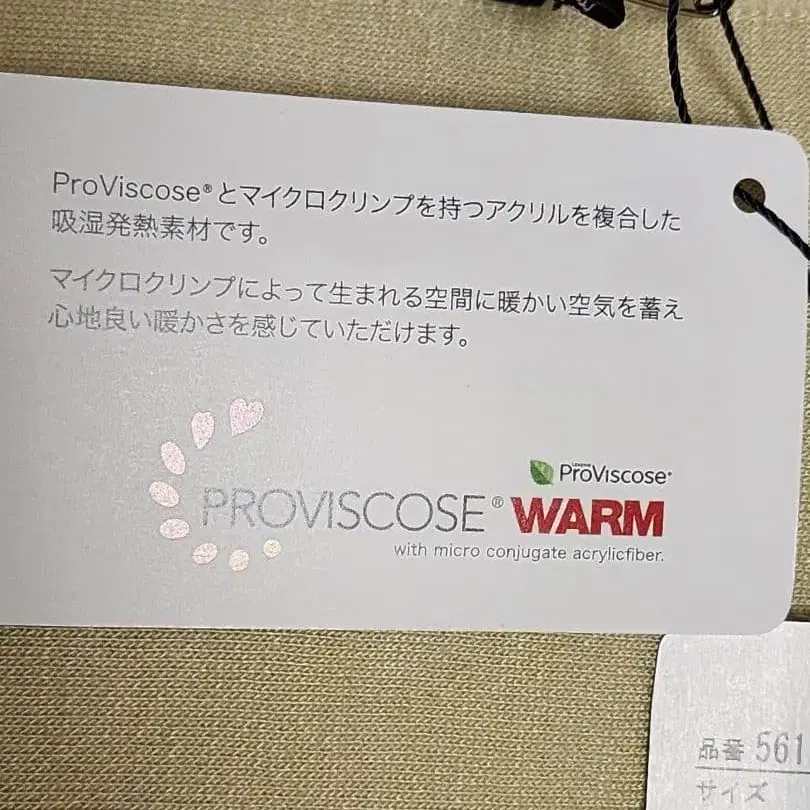 ProViscose®とマイクロクリンプを持つアクリルを複合した
吸湿発熱素材です。
マイクロクリンプによって生まれる空間に暖かい空気を蓄え
心地良い暖かさを感じていただけます。
LENZING
ProViscose®
PROVISCOSE® WARM
with micro conjugate acrylicfiber.
品番 561
サイズ